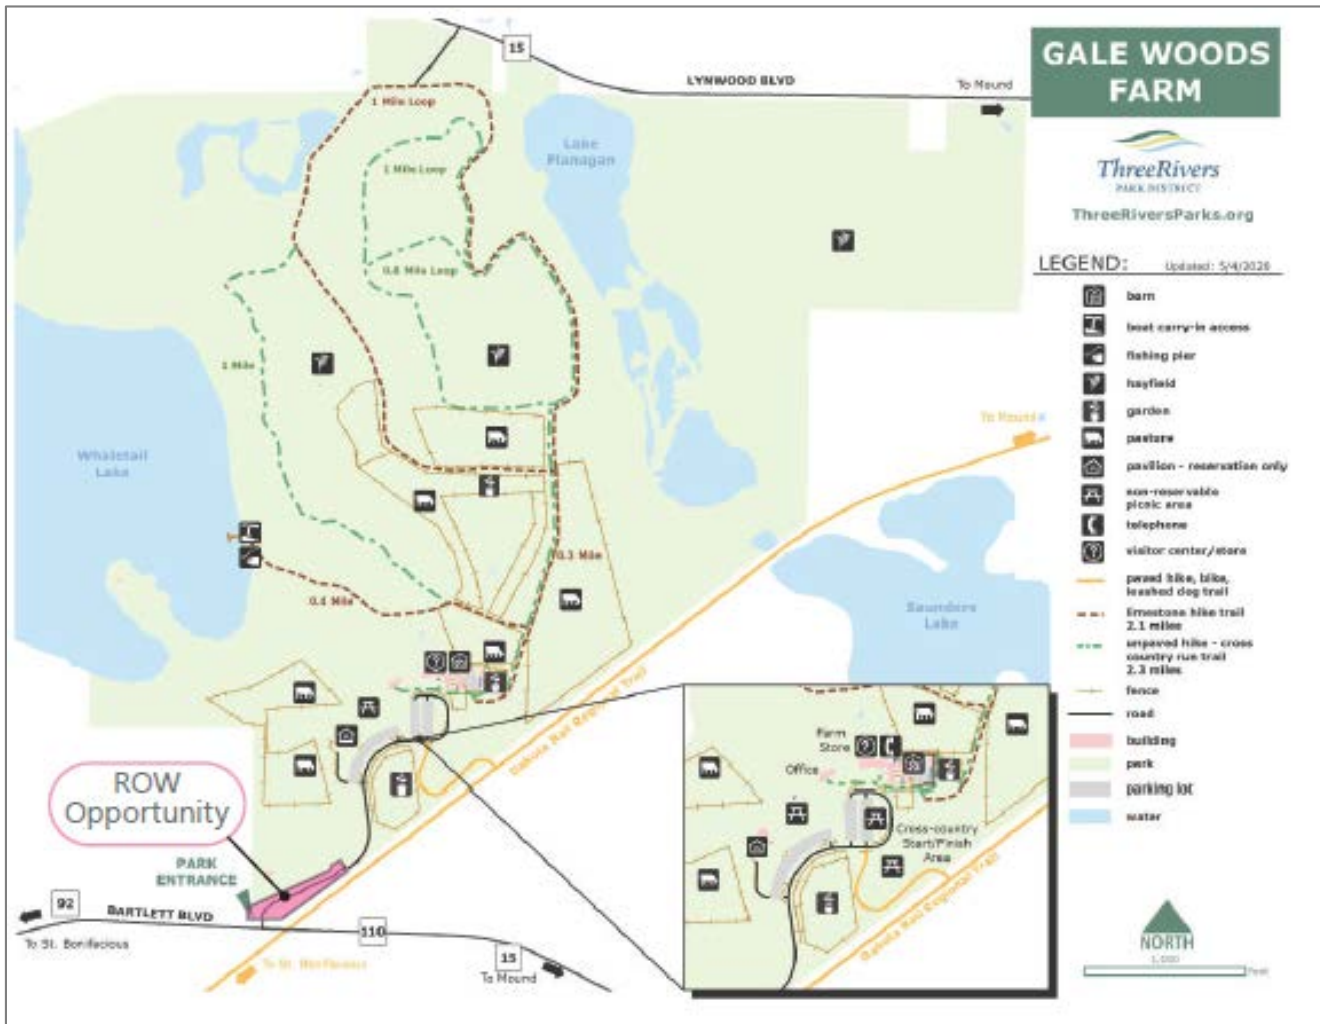 GALE WOODS
FARM
ThreeRivers
PARK DISTRICT
ThreeRiversParks.org
LEGEND:
Updated: 5/4/2020
barn
boat carry-in access
fishing pier
hayfield
garden
pasture
pavilion - reservation only
non-reservable
picnic area
telephone
visitor center/store
paved hike, bike,
leashed dog trail
limestone hike trail
2.1 miles
unpaved hike - cross
country run trail
2.3 miles
fence
road
building
park
parking lot
water
NORTH
1,000
Feet
15
LYNWOOD BLVD
To Mound
1 Mile Loop
Lake
Flanagan
1 Mile Loop
0.8 Mile Loop
1 Mile
To Mound
Whaletail
Lake
0.3 Mile
0.4 Mile
Saunders
Lake
Dakota Rail Regional Trail
ROW
Opportunity
PARK
ENTRANCE
92
BARTLETT BLVD
110
To St. Bonifacious
To St. Bonifacious
15
To Mound
Farm
Store
Office
Cross-country
Start/Finish
Area
Dakota Rail Regional Trail